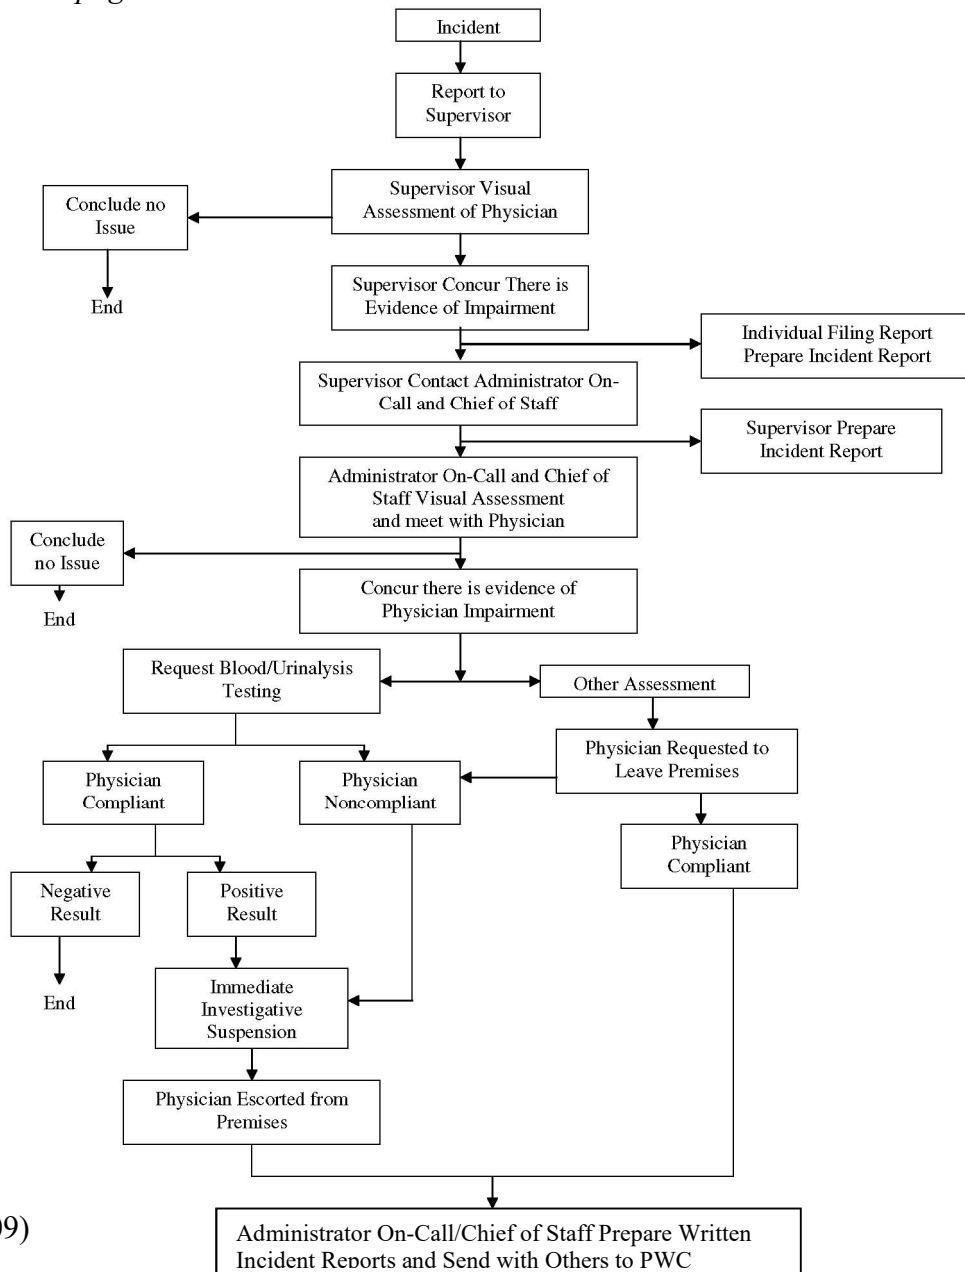 Incident
Report to
Supervisor
Supervisor Visual
Assessment of Physician
Conclude no
Issue
End
Supervisor Concur There is
Evidence of Impairment
Individual Filing Report
Prepare Incident Report
Supervisor Contact Administrator On-
Call and Chief of Staff
Supervisor Prepare
Incident Report
Administrator On-Call and Chief of
Staff Visual Assessment
and meet with Physician
Conclude
no Issue
End
Concur there is evidence of
Physician Impairment
Request Blood/Urinalysis
Testing
Other Assessment
Physician Requested to
Leave Premises
Physician
Compliant
Physician
Noncompliant
Physician
Compliant
Negative
Result
Positive
Result
End
Immediate
Investigative
Suspension
Physician Escorted from
Premises
09)
Administrator On-Call/Chief of Staff Prepare Written
Incident Reports and Send with Others to PWC